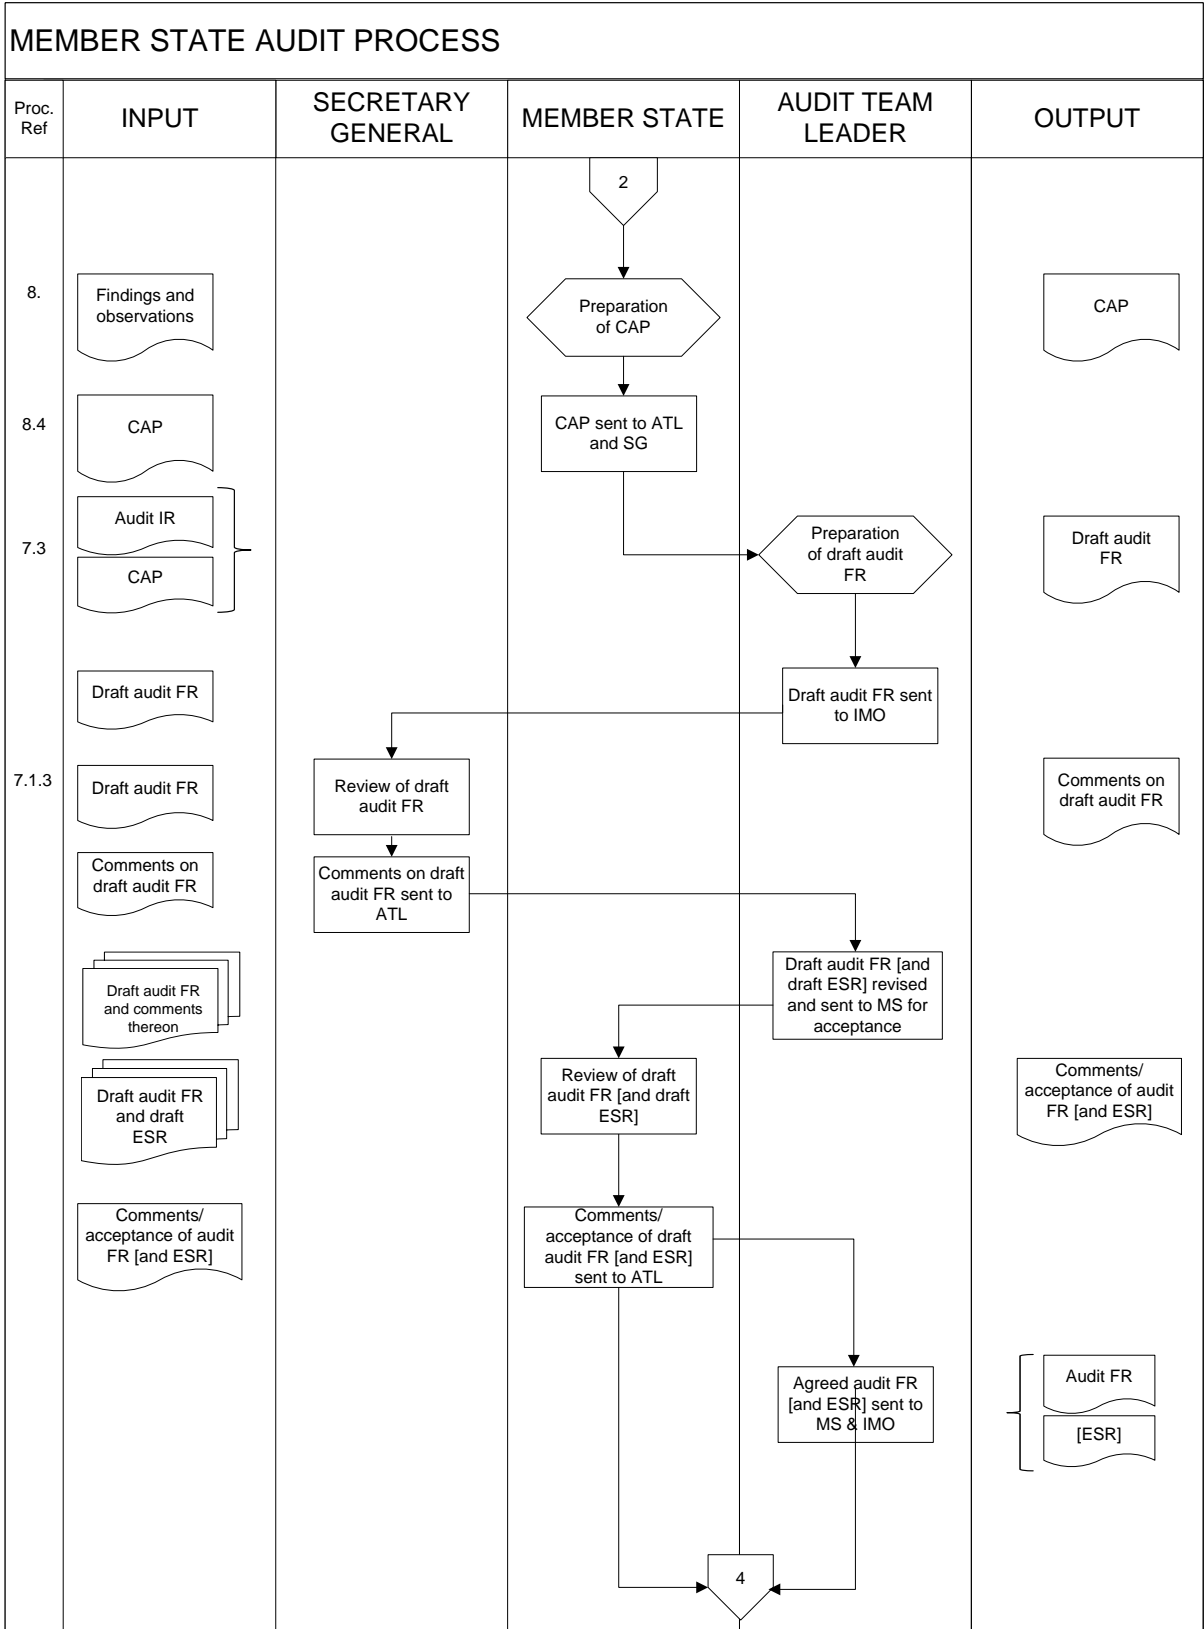 MEMBER STATE AUDIT PROCESS
Proc.
Ref
INPUT
SECRETARY
GENERAL
MEMBER STATE
AUDIT TEAM
LEADER
OUTPUT
2
8.
Findings and
observations
Preparation
of CAP
CAP
8.4
CAP
CAP sent to ATL
and SG
7.3
Audit IR
CAP
Preparation
of draft audit
FR
Draft audit
FR
Draft audit FR
Draft audit FR sent
to IMO
7.1.3
Draft audit FR
Review of draft
audit FR
Comments on
draft audit FR
Comments on
draft audit FR
Comments on draft
audit FR sent to
ATL
Draft audit FR
and comments
thereon
Draft audit FR [and
draft ESR] revised
and sent to MS for
acceptance
Draft audit FR
and draft
ESR
Review of draft
audit FR [and draft
ESR]
Comments/
acceptance of audit
FR [and ESR]
Comments/
acceptance of audit
FR [and ESR]
Comments/
acceptance of draft
audit FR [and ESR]
sent to ATL
Agreed audit FR
[and ESR] sent to
MS & IMO
Audit FR
[ESR]
4